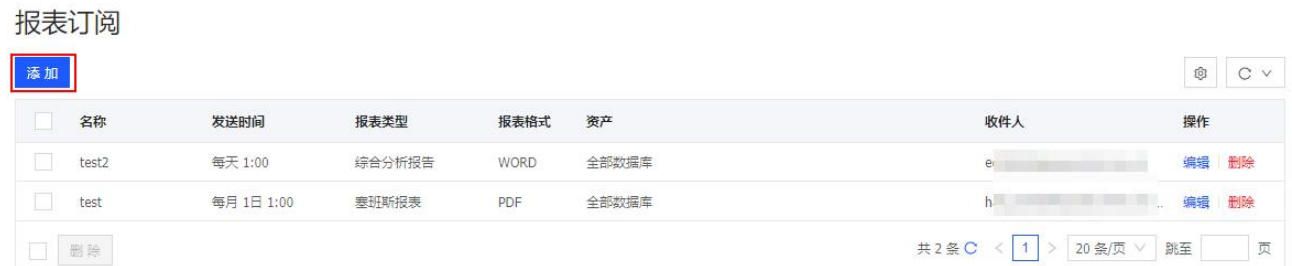 报表订阅
添加
名称 发送时间 报表类型 报表格式 资产 收件人 操作
test2 每天 1:00 综合分析报告 WORD 全部数据库 编辑 删除
test 每月 1日 1:00 塞班斯报表 PDF 全部数据库 编辑 删除
删除 共 2 条 < 1 > 20 条/页 跳至 页